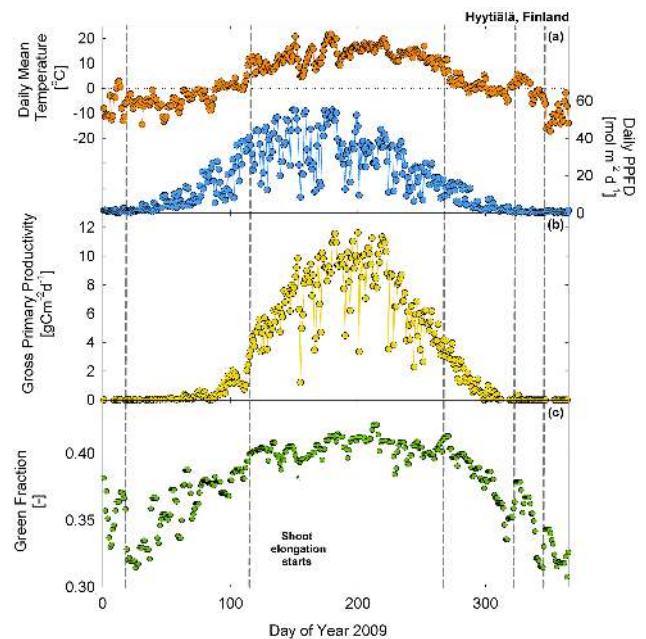 Hyytiälä, Finland
(a)
Daily Mean
Temperature
[°C]
20
10
0
-10
-20
60
40
20
0
Daily PPFD
[mol m⁻² d⁻¹]
(b)
Gross Primary Productivity
[gCm⁻²d⁻¹]
12
10
8
6
4
2
0
(c)
Green Fraction
[-]
0.40
0.35
0.30
Shoot
elongation
starts
0
100
200
300
Day of Year 2009